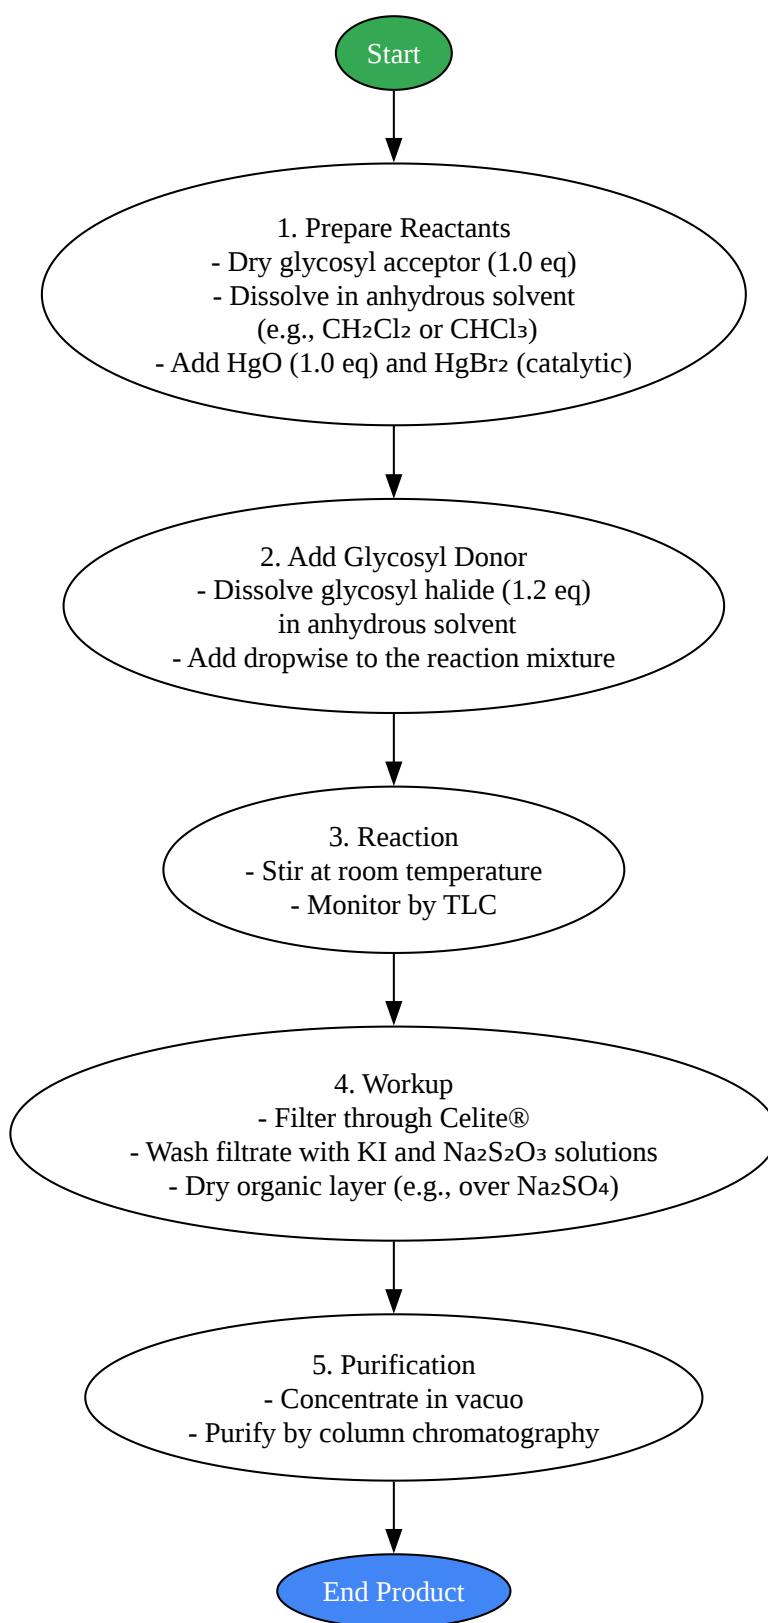 Start
1. Prepare Reactants
- Dry glycosyl acceptor (1.0 eq)
- Dissolve in anhydrous solvent
(e.g., CH₂Cl₂ or CHCl₃)
- Add HgO (1.0 eq) and HgBr₂ (catalytic)
2. Add Glycosyl Donor
- Dissolve glycosyl halide (1.2 eq)
in anhydrous solvent
- Add dropwise to the reaction mixture
3. Reaction
- Stir at room temperature
- Monitor by TLC
4. Workup
- Filter through Celite®
- Wash filtrate with KI and Na₂S₂O₃ solutions
- Dry organic layer (e.g., over Na₂SO₄)
5. Purification
- Concentrate in vacuo
- Purify by column chromatography
End Product